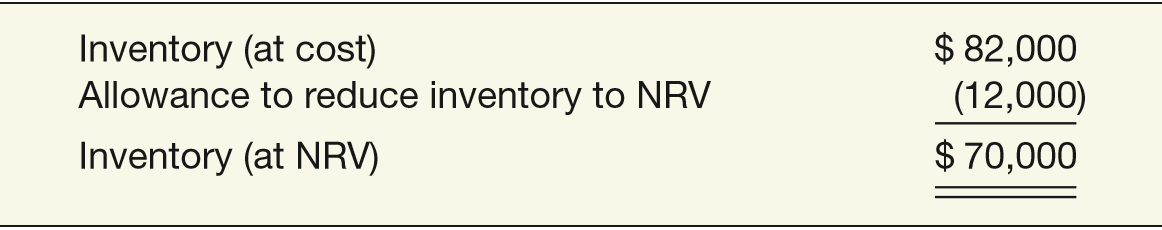 Inventory (at cost) $ 82,000
Allowance to reduce inventory to NRV (12,000)
Inventory (at NRV) $ 70,000